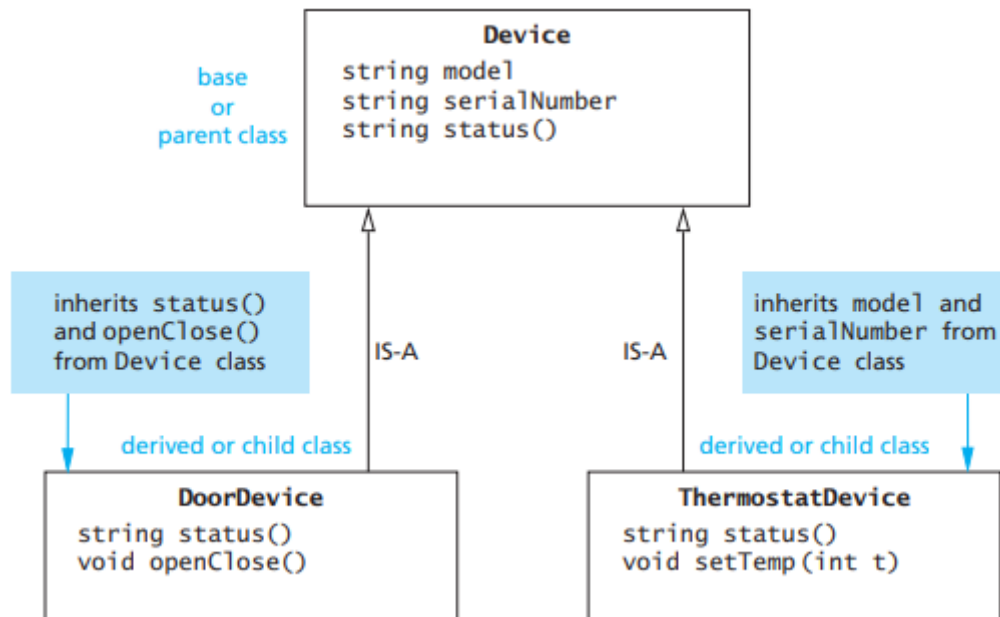 Device
string model
string serialNumber
string status()
base
or
parent class
inherits status()
and openClose()
from Device class
IS-A
IS-A
inherits model and
serialNumber from
Device class
derived or child class
derived or child class
DoorDevice
string status()
void openClose()
ThermostatDevice
string status()
void setTemp(int t)